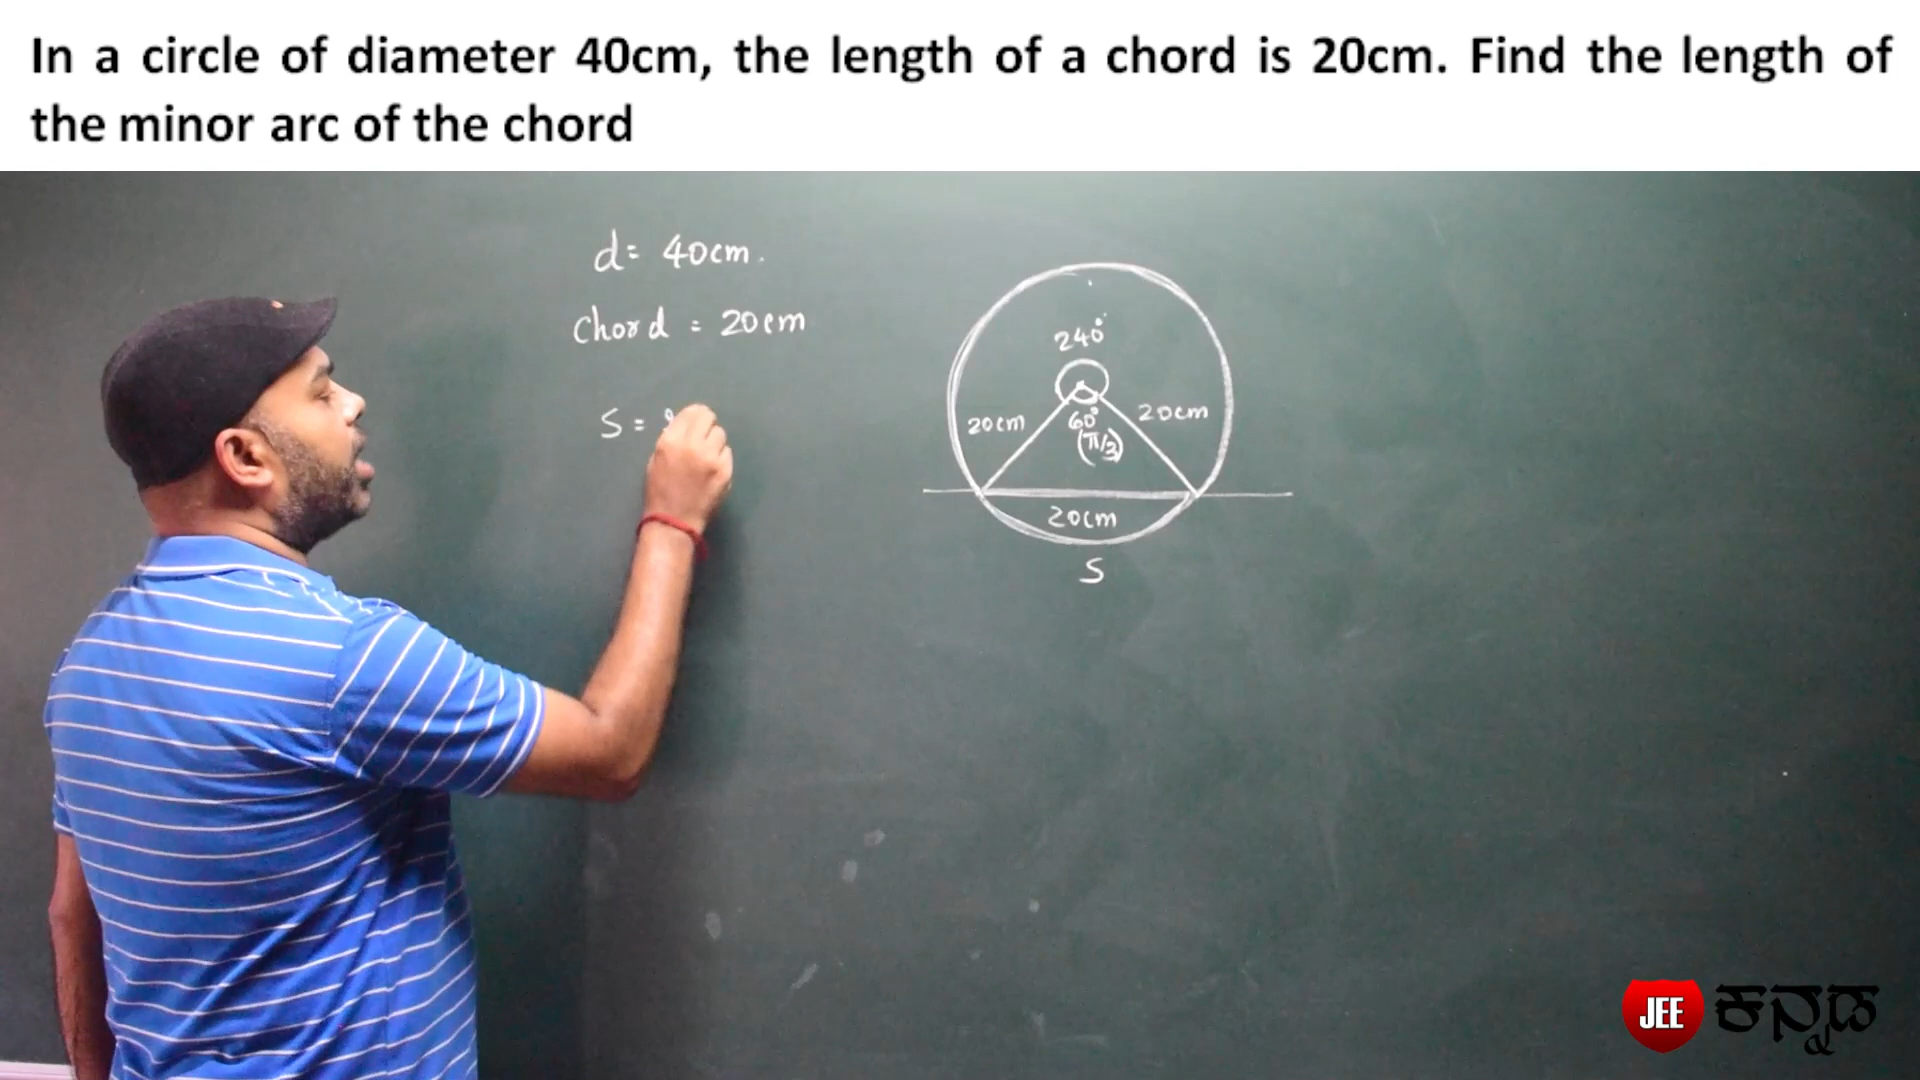 In a circle of diameter 40cm, the length of a chord is 20cm. Find the length of
the minor arc of the chord
d= 40cm.
Chord = 20cm
S =
240°
20cm
60°
20cm
(π/3)
20cm
S
JEE ಕನ್ನಡ